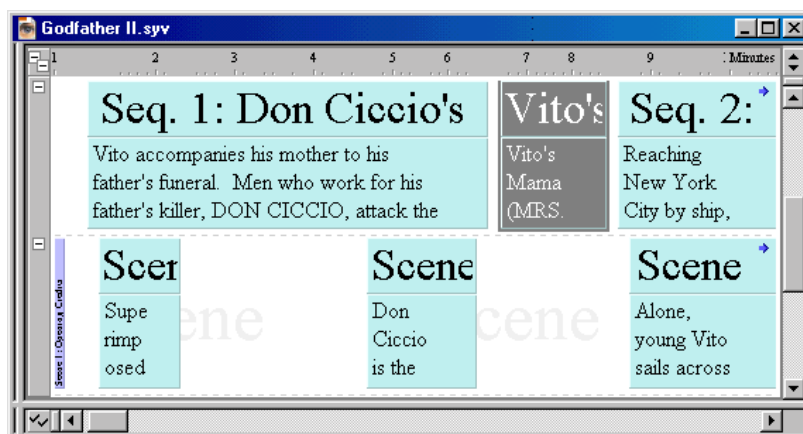 Godfather II.syv
1 2 3 4 5 6 7 8 9 : Minutes
Seq. 1: Don Ciccio's
Vito accompanies his mother to his
father's funeral. Men who work for his
father's killer, DON CICCIO, attack the
Vito's
Vito's
Mama
(MRS.
Seq. 2:
Reaching
New York
City by ship,
Scene 1: Opening Credits
Scer
Supe
rimp
osed
ene
Scene
Don
Ciccio
is the
cene
Scene
Alone,
young Vito
sails across